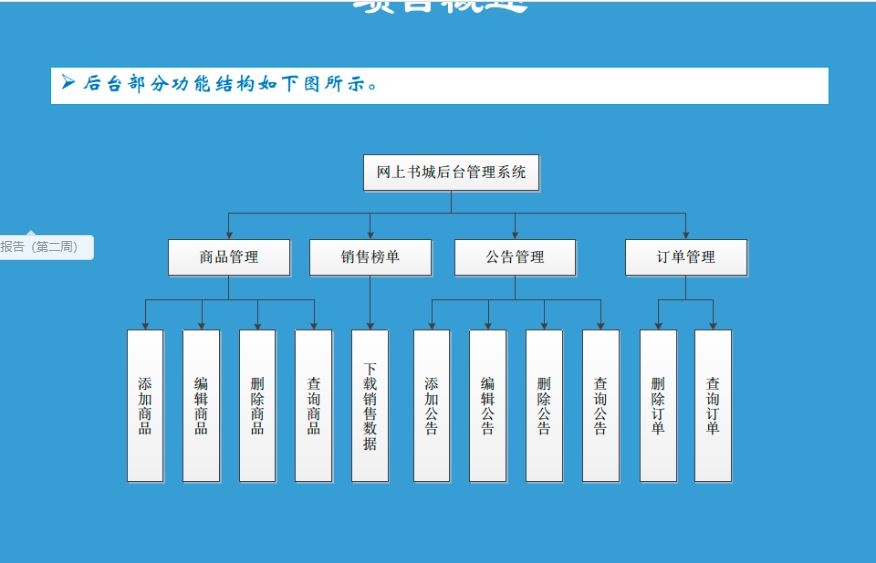 项目概述
后台部分功能结构如下图所示。
网上书城后台管理系统
报告（第二周）
商品管理
销售榜单
公告管理
订单管理
添加商品
编辑商品
删除商品
查询商品
下载销售数据
添加公告
编辑公告
删除公告
查询公告
删除订单
查询订单